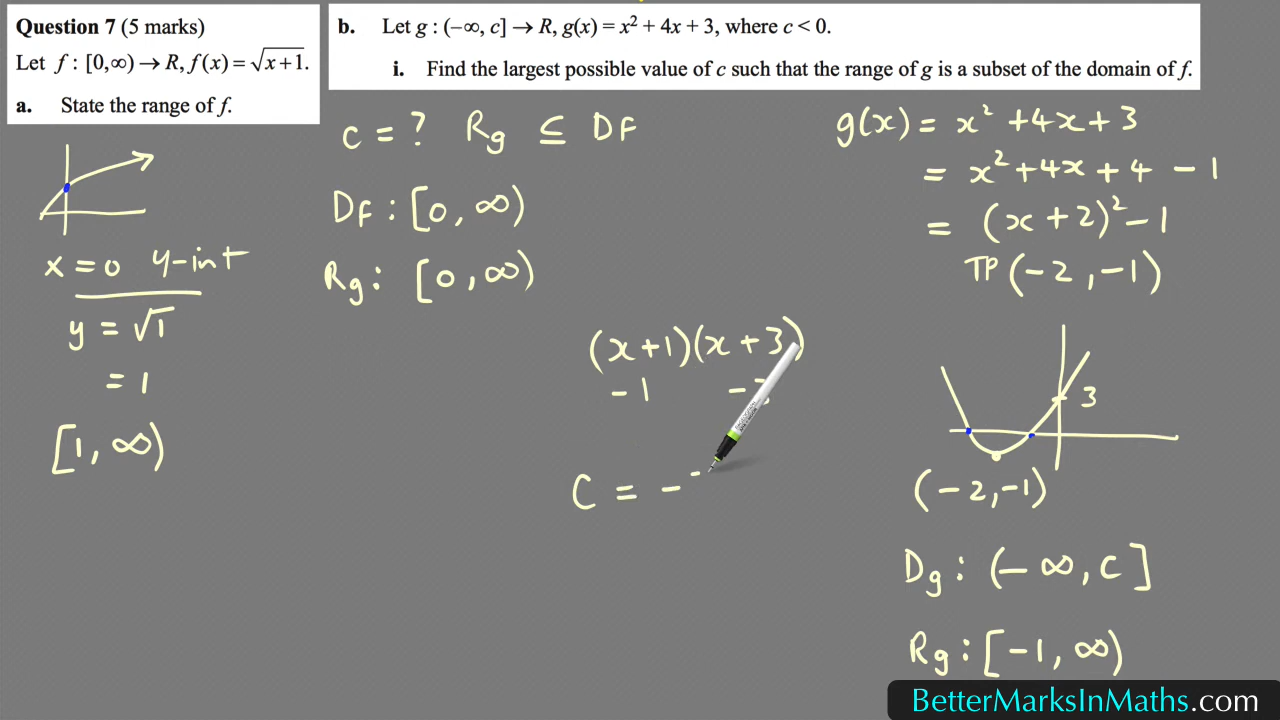 Question 7 (5 marks)
Let f : [0,∞) → R, f(x) = √x+1.
a. State the range of f.
b. Let g : (−∞, c] → R, g(x) = x² + 4x + 3, where c < 0.
i. Find the largest possible value of c such that the range of g is a subset of the domain of f.
x = 0 y-int
y = √1
= 1
[1, ∞)
c = ? Rg ⊆ Df
Df : [0, ∞)
Rg : [0, ∞)
(x+1)(x+3)
-1 -3
C = -
g(x) = x² + 4x + 3
= x² + 4x + 4 - 1
= (x + 2)² - 1
TP (-2, -1)
3
(-2, -1)
Dg : (-∞, c]
Rg : [-1, ∞)
BetterMarksInMaths.com